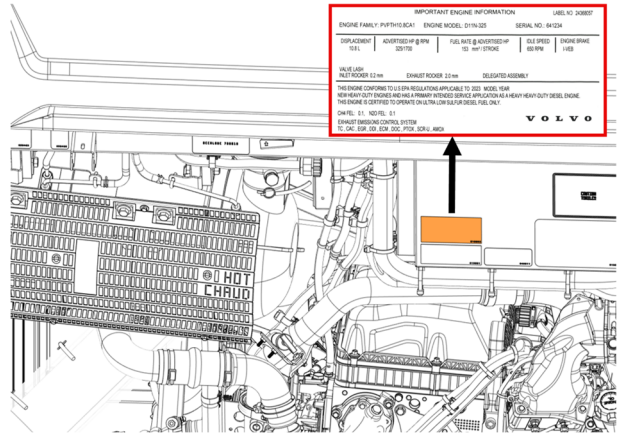 IMPORTANT ENGINE INFORMATION
LABEL NO 24368057
ENGINE FAMILY: PVPTH10.8CA1 ENGINE MODEL: D11N-325 SERIAL NO.: 641234
DISPLACEMENT ADVERTISED HP @ RPM FUEL RATE @ ADVERTISED HP IDLE SPEED ENGINE BRAKE
10.8 L 325/1700 153 mm³ / STROKE 650 RPM I-VEB
VALVE LASH
INLET ROCKER 0.2 mm EXHAUST ROCKER 2.0 mm DELEGATED ASSEMBLY
THIS ENGINE CONFORMS TO U.S EPA REGULATIONS APPLICABLE TO 2023 MODEL YEAR
NEW HEAVY-DUTY ENGINES AND HAS A PRIMARY INTENDED SERVICE APPLICATION AS A HEAVY HEAVY-DUTY DIESEL ENGINE.
THIS ENGINE IS CERTIFIED TO OPERATE ON ULTRA LOW SULFUR DIESEL FUEL ONLY.
CH4 FEL: 0.1, N2O FEL: 0.1
EXHAUST EMISSIONS CONTROL SYSTEM
TC , CAC , EGR , DDI , ECM , DOC , PTOX , SCR-U , AMOX
VOLVO
HOT
CHAUD